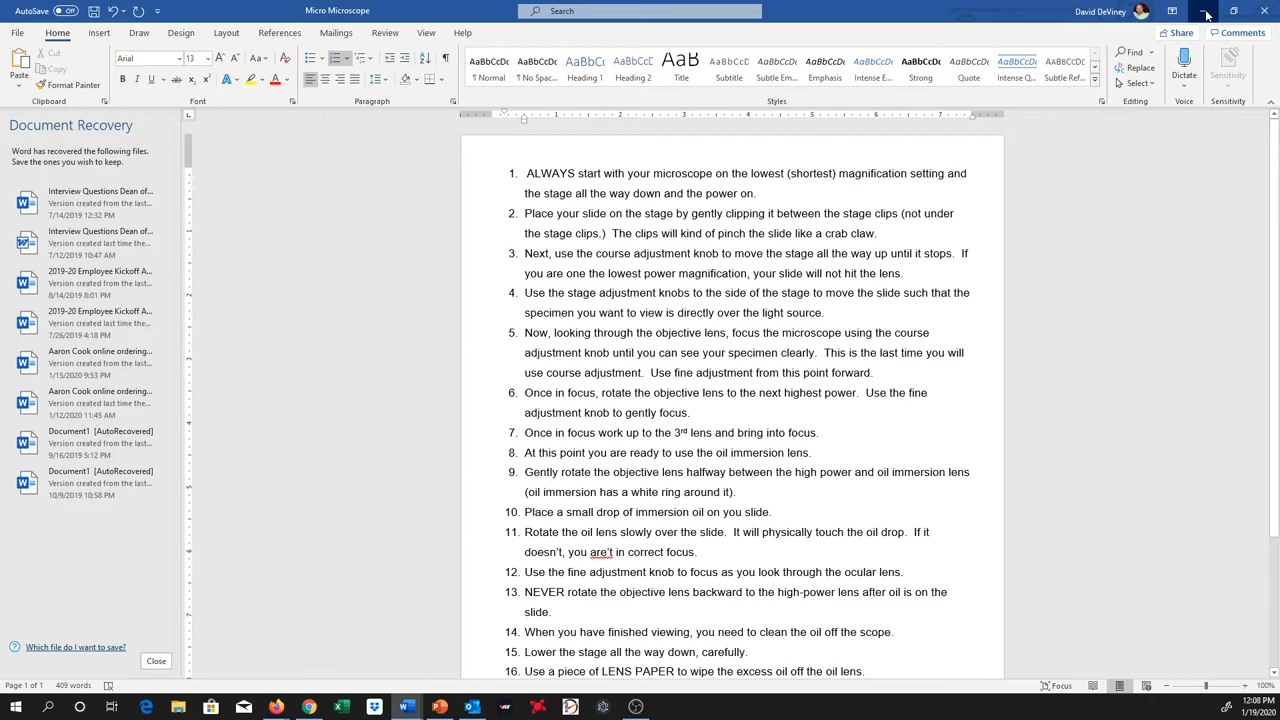 AutoSave Off Micro Microscope Search David DeViney
File Home Insert Draw Design Layout References Mailings Review View Help Share Comments
Paste Cut Copy Format Painter
Clipboard
Arial 13
Font
Paragraph
AaBbCcDc AaBbCcDc AaBbCc AaBbCcD AaB AaBbCcD AaBbCcDc AaBbCcDc AaBbCcDc AaBbCcDc AaBbCcDc AaBbCcDc AaBbCcDc
¶ Normal ¶ No Spac... Heading 1 Heading 2 Title Subtitle Subtle Em... Emphasis Intense E... Strong Quote Intense Q... Subtle Ref...
Styles
Find
Replace
Select
Editing
Dictate
Voice
Sensitivity
Sensitivity
Document Recovery
Word has recovered the following files.
Save the ones you wish to keep.
Interview Questions Dean of...
Version created from the last...
7/14/2019 12:32 PM
Interview Questions Dean of...
Version created last time the...
7/12/2019 10:47 AM
2019-20 Employee Kickoff A...
Version created from the last...
8/14/2019 8:01 PM
2019-20 Employee Kickoff A...
Version created last time the...
7/26/2019 4:18 PM
Aaron Cook online ordering...
Version created from the last...
1/15/2020 9:53 PM
Aaron Cook online ordering...
Version created last time the...
1/12/2020 11:45 AM
Document1 [AutoRecovered]
Version created from the last...
9/16/2019 5:12 PM
Document1 [AutoRecovered]
Version created from the last...
10/9/2019 10:58 PM
Which file do I want to save?
Close
1. ALWAYS start with your microscope on the lowest (shortest) magnification setting and
the stage all the way down and the power on.
2. Place your slide on the stage by gently clipping it between the stage clips (not under
the stage clips.) The clips will kind of pinch the slide like a crab claw.
3. Next, use the course adjustment knob to move the stage all the way up until it stops. If
you are one the lowest power magnification, your slide will not hit the lens.
4. Use the stage adjustment knobs to the side of the stage to move the slide such that the
specimen you want to view is directly over the light source.
5. Now, looking through the objective lens, focus the microscope using the course
adjustment knob until you can see your specimen clearly. This is the last time you will
use course adjustment. Use fine adjustment from this point forward.
6. Once in focus, rotate the objective lens to the next highest power. Use the fine
adjustment knob to gently focus.
7. Once in focus work up to the 3rd lens and bring into focus.
8. At this point you are ready to use the oil immersion lens.
9. Gently rotate the objective lens halfway between the high power and oil immersion lens
(oil immersion has a white ring around it).
10. Place a small drop of immersion oil on you slide.
11. Rotate the oil lens slowly over the slide. It will physically touch the oil drop. If it
doesn't, you are't in correct focus.
12. Use the fine adjustment knob to focus as you look through the ocular lens.
13. NEVER rotate the objective lens backward to the high-power lens after oil is on the
slide.
14. When you have finished viewing, you need to clean the oil off the scope.
15. Lower the stage all the way down, carefully.
16. Use a piece of LENS PAPER to wipe the excess oil off the oil lens.
Page 1 of 1 409 words Focus 100%
12:08 PM
1/19/2020